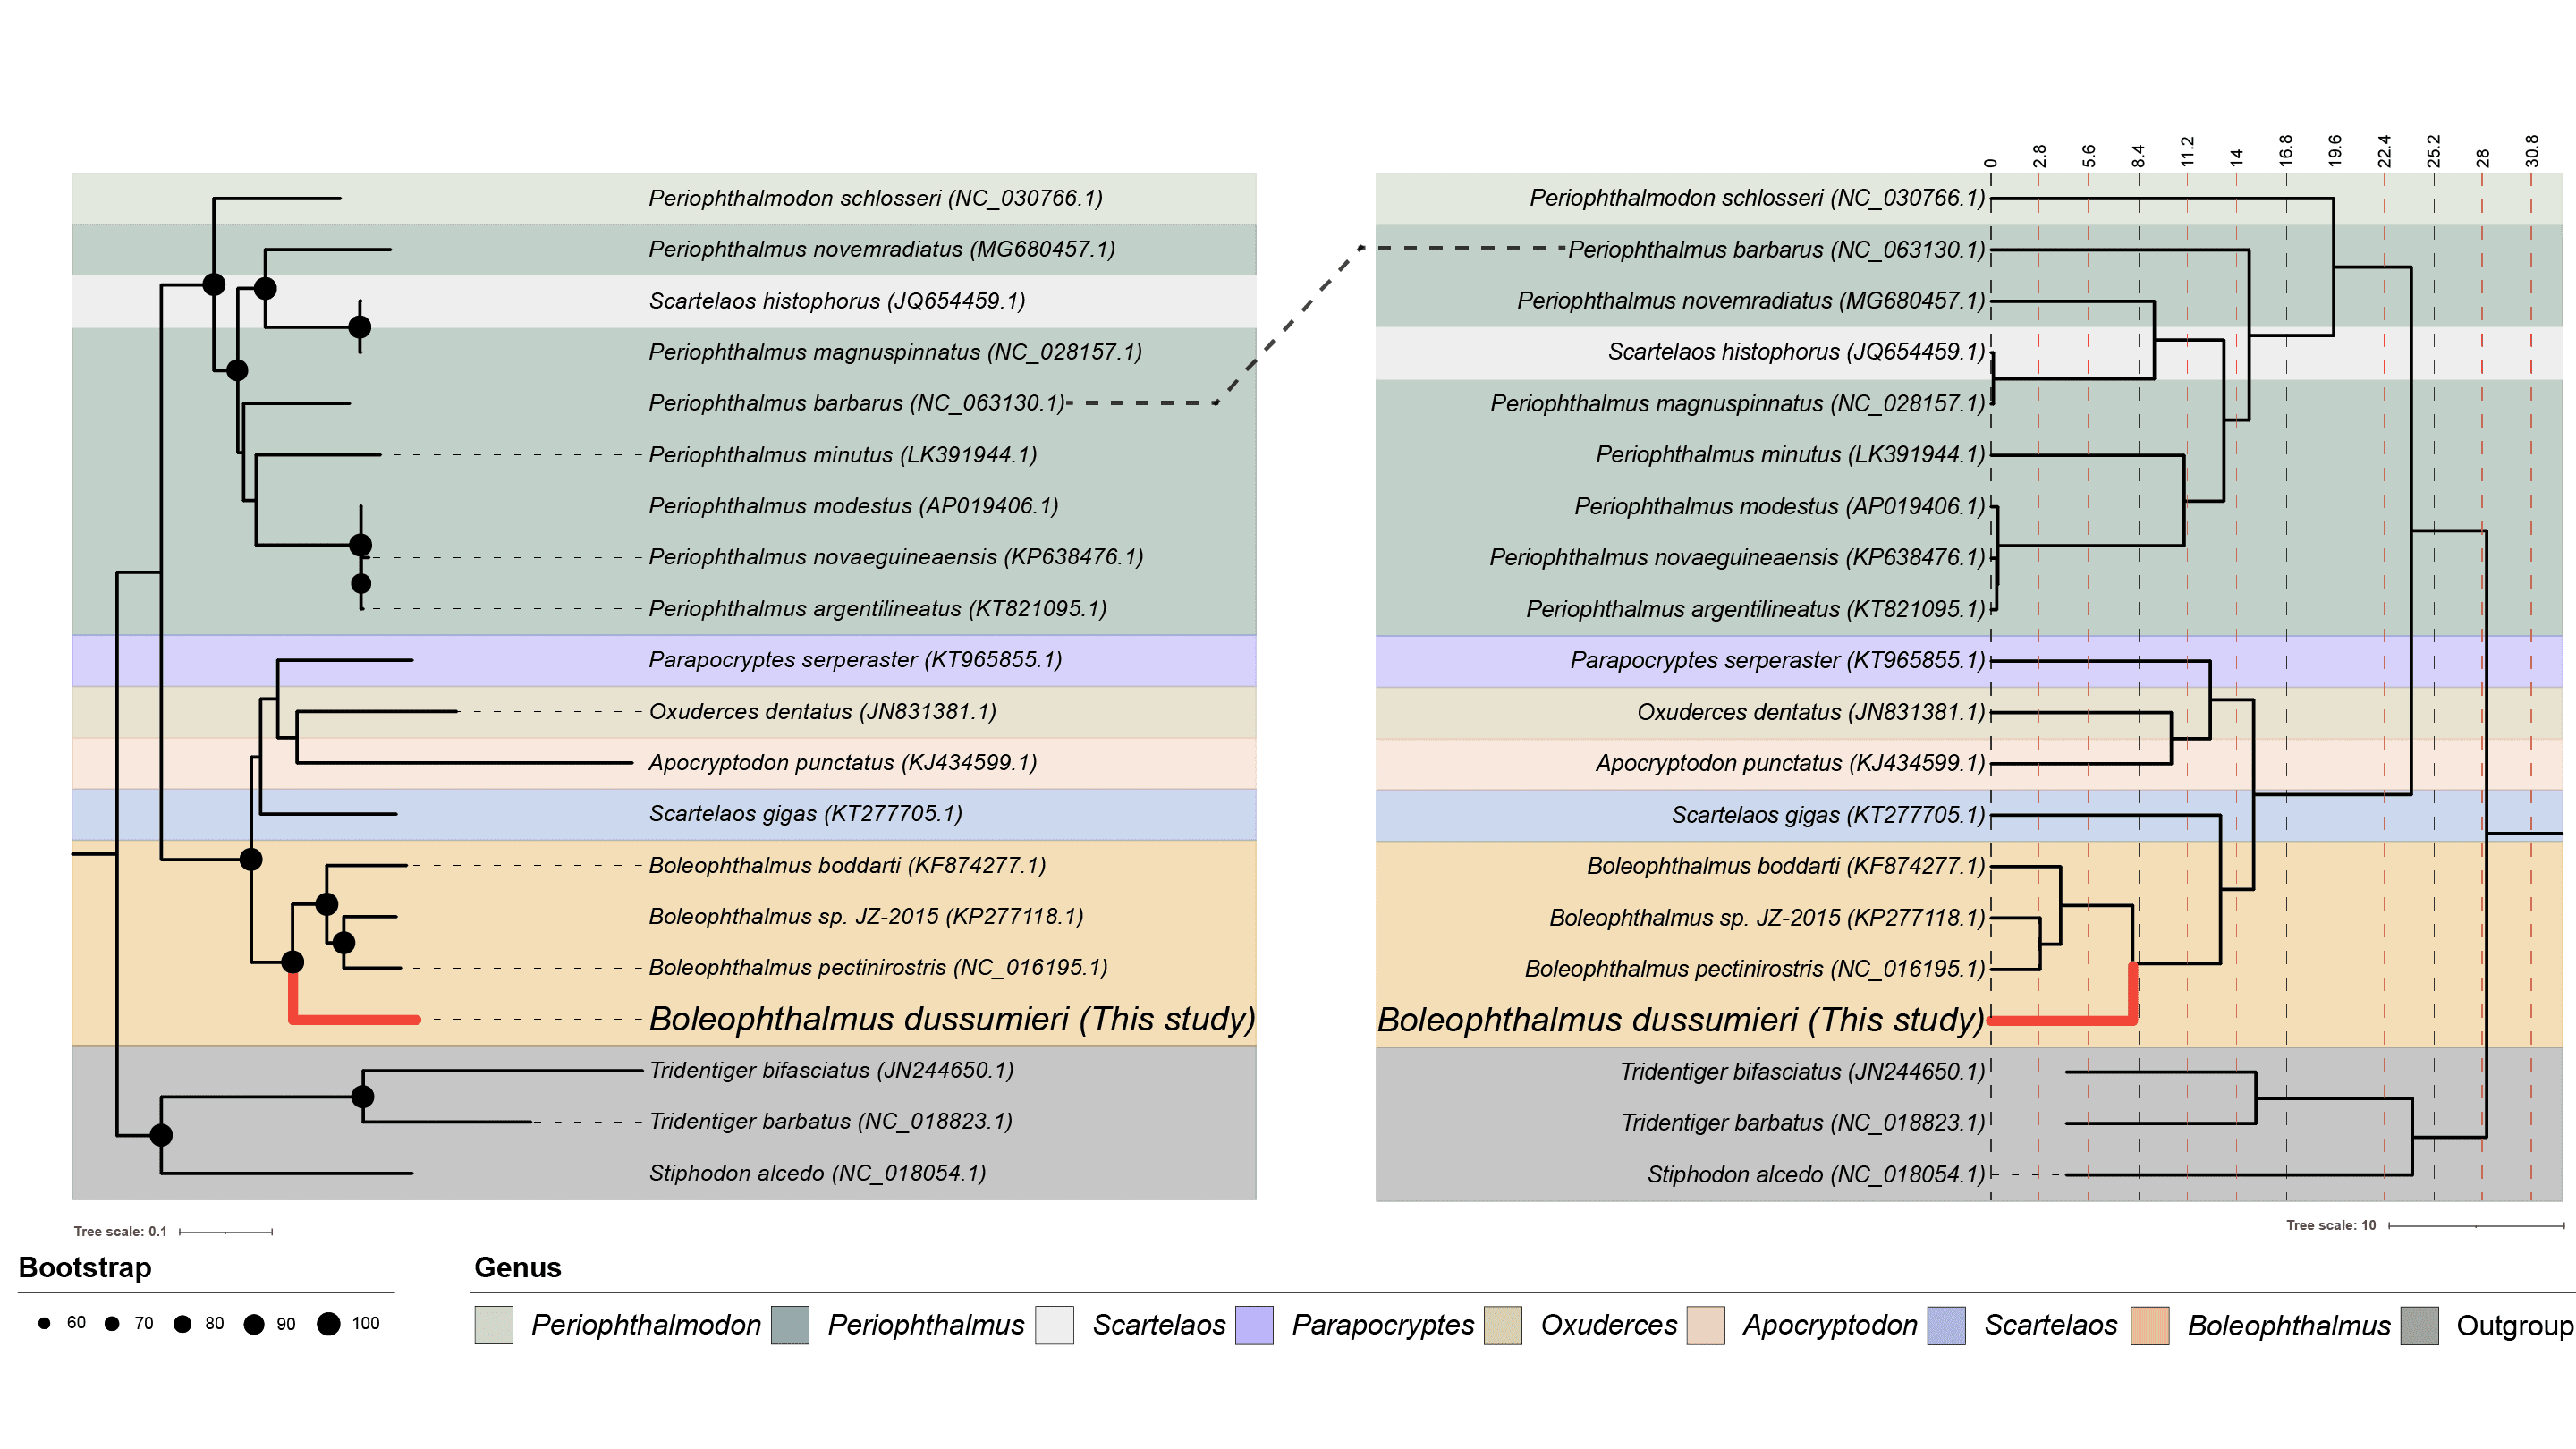 0 2.8 5.6 8.4 11.2 14 16.8 19.6 22.4 25.2 28 30.8
Periophthalmodon schlosseri (NC_030766.1)
Periophthalmus novemradiatus (MG680457.1)
Scartelaos histophorus (JQ654459.1)
Periophthalmus magnuspinnatus (NC_028157.1)
Periophthalmus barbarus (NC_063130.1)
Periophthalmus minutus (LK391944.1)
Periophthalmus modestus (AP019406.1)
Periophthalmus novaeguineaensis (KP638476.1)
Periophthalmus argentilineatus (KT821095.1)
Parapocryptes serperaster (KT965855.1)
Oxuderces dentatus (JN831381.1)
Apocryptodon punctatus (KJ434599.1)
Scartelaos gigas (KT277705.1)
Boleophthalmus boddarti (KF874277.1)
Boleophthalmus sp. JZ-2015 (KP277118.1)
Boleophthalmus pectinirostris (NC_016195.1)
Boleophthalmus dussumieri (This study)
Tridentiger bifasciatus (JN244650.1)
Tridentiger barbatus (NC_018823.1)
Stiphodon alcedo (NC_018054.1)
Periophthalmodon schlosseri (NC_030766.1)
Periophthalmus barbarus (NC_063130.1)
Periophthalmus novemradiatus (MG680457.1)
Scartelaos histophorus (JQ654459.1)
Periophthalmus magnuspinnatus (NC_028157.1)
Periophthalmus minutus (LK391944.1)
Periophthalmus modestus (AP019406.1)
Periophthalmus novaeguineaensis (KP638476.1)
Periophthalmus argentilineatus (KT821095.1)
Parapocryptes serperaster (KT965855.1)
Oxuderces dentatus (JN831381.1)
Apocryptodon punctatus (KJ434599.1)
Scartelaos gigas (KT277705.1)
Boleophthalmus boddarti (KF874277.1)
Boleophthalmus sp. JZ-2015 (KP277118.1)
Boleophthalmus pectinirostris (NC_016195.1)
Boleophthalmus dussumieri (This study)
Tridentiger bifasciatus (JN244650.1)
Tridentiger barbatus (NC_018823.1)
Stiphodon alcedo (NC_018054.1)
Tree scale: 0.1
Tree scale: 10
Bootstrap
60 70 80 90 100
Genus
Periophthalmodon Periophthalmus Scartelaos Parapocryptes Oxuderces Apocryptodon Scartelaos Boleophthalmus Outgroup